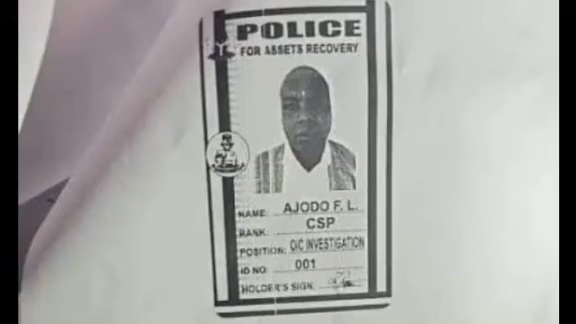 POLICE
FOR ASSETS RECOVERY
NAME: AJODO F. L.
RANK: CSP
POSITION: O/C INVESTIGATION
ID NO: 001
HOLDER'S SIGN: